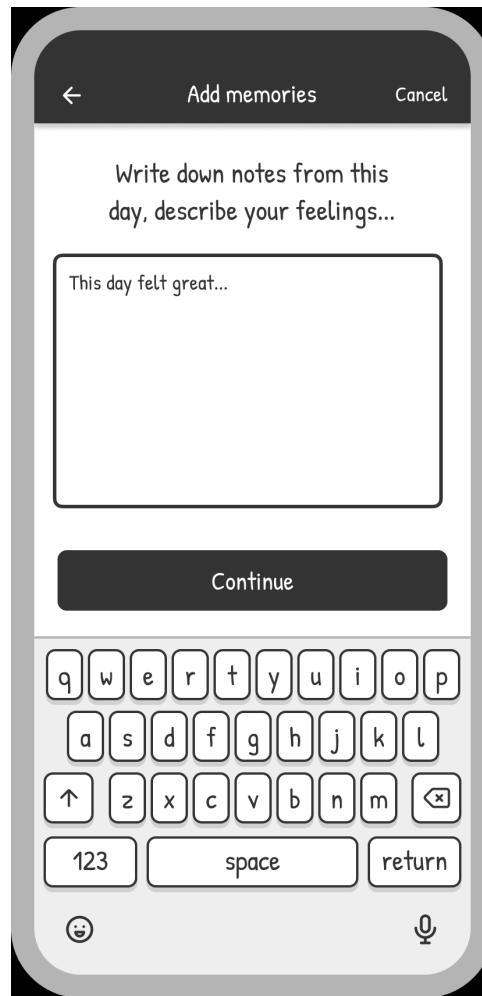 Add memories Cancel
Write down notes from this
day, describe your feelings...
This day felt great...
Continue
q w e r t y u i o p
a s d f g h j k l
z x c v b n m
123 space return